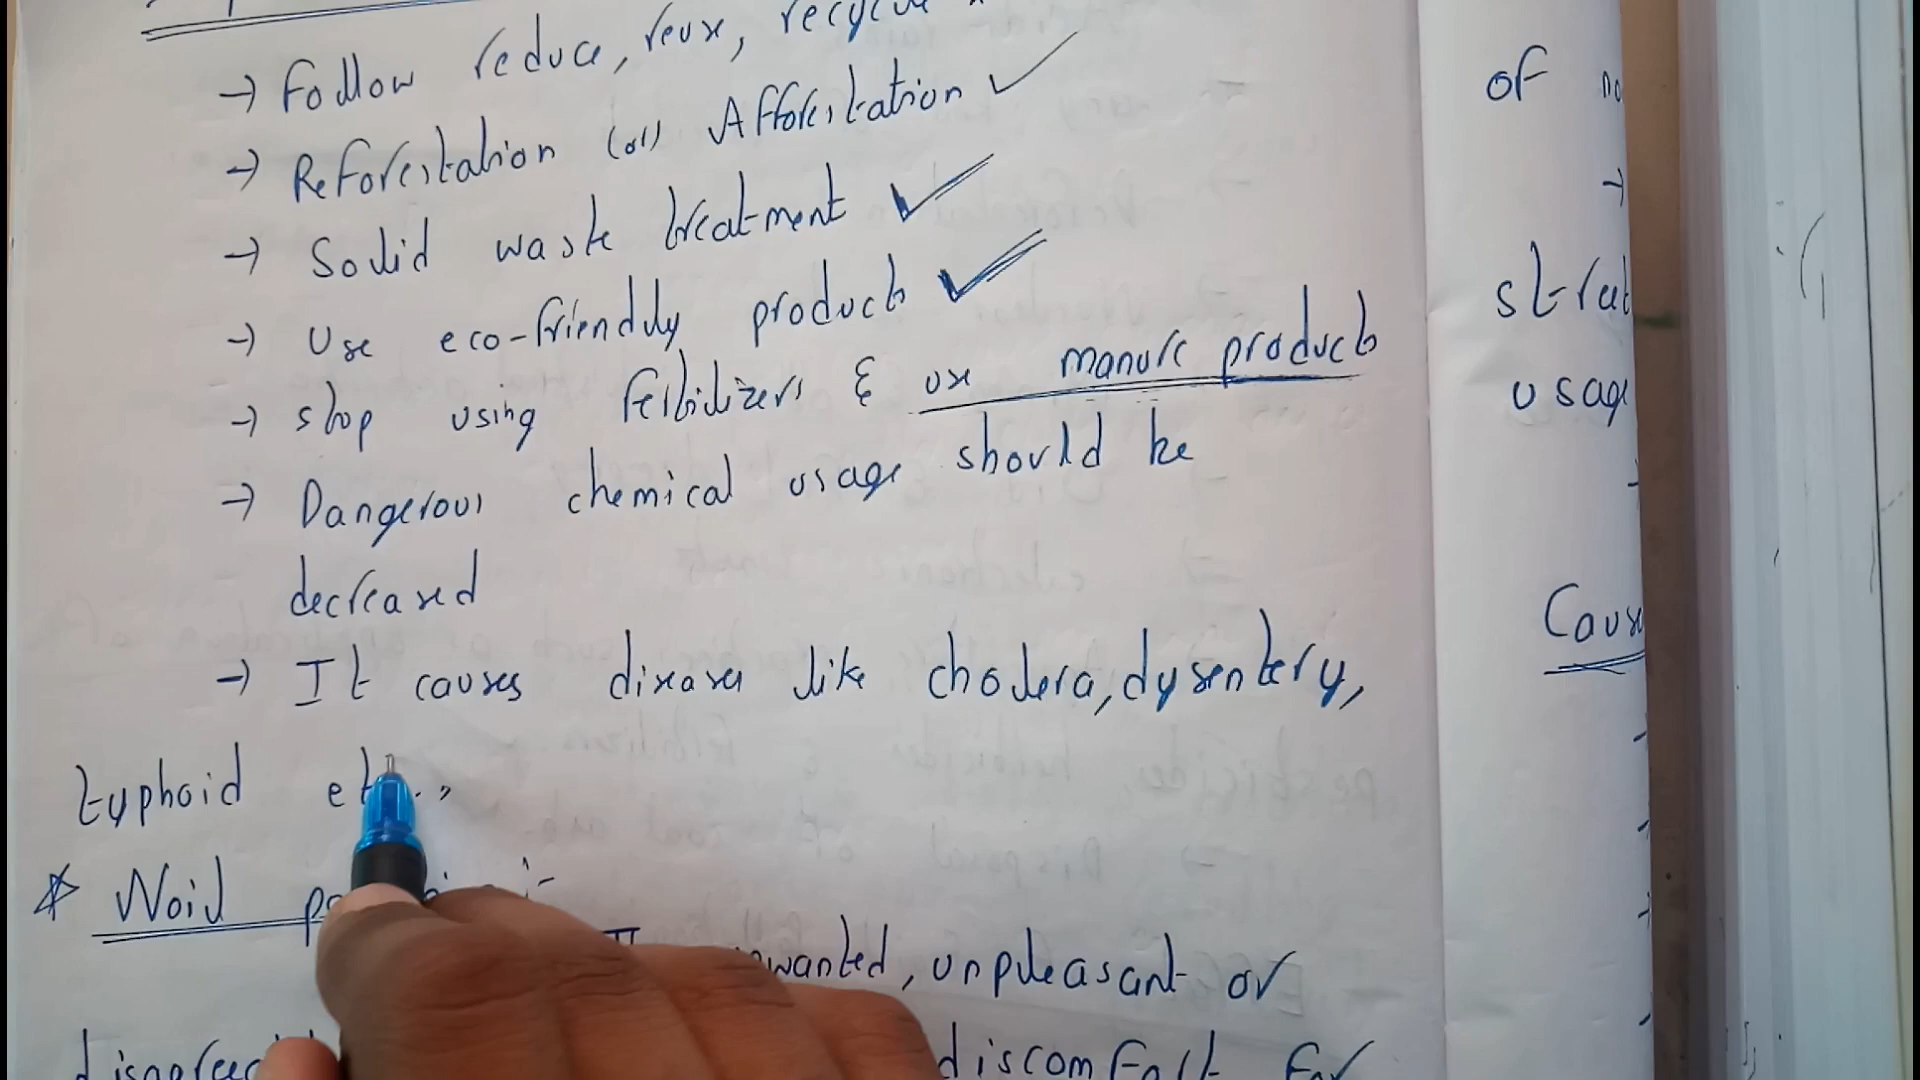 → Follow reduce, reuse, recycle
→ Reforestation (or) Afforestation ✓
→ Solid waste treatment ✓
→ Use eco-friendly products ✓
→ stop using fertilizers & use manure products
→ Dangerous chemical usage should be
decreased
→ It causes diseases like cholera, dysentery,
typhoid etc.,
* Noise :-
unwanted, unpleasant or
discomfort for
of
→
usage
Cause